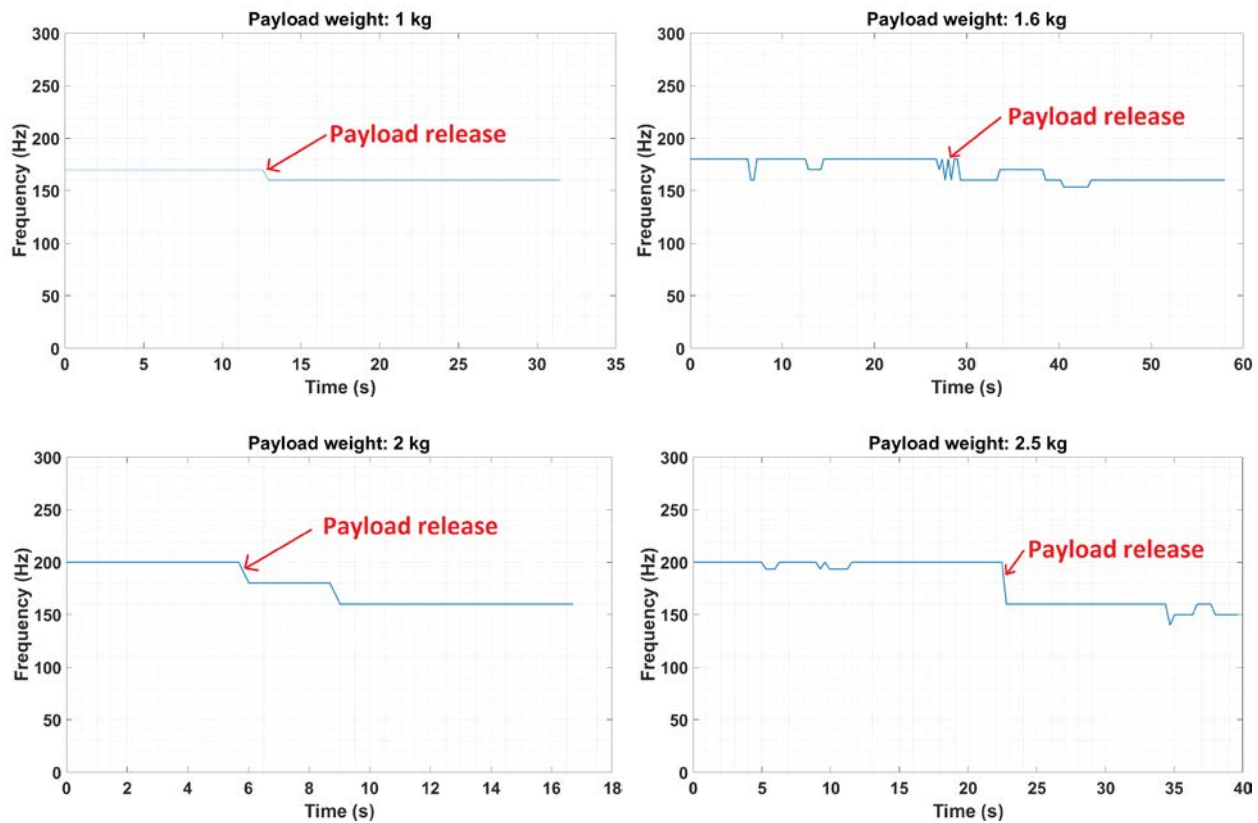 Payload weight: 1 kg
300
250
200
150
100
50
0
Frequency (Hz)
Payload release
0 5 10 15 20 25 30 35
Time (s)
Payload weight: 1.6 kg
300
250
200
150
100
50
0
Frequency (Hz)
Payload release
0 10 20 30 40 50 60
Time (s)
Payload weight: 2 kg
300
250
200
150
100
50
0
Frequency (Hz)
Payload release
0 2 4 6 8 10 12 14 16 18
Time (s)
Payload weight: 2.5 kg
300
250
200
150
100
50
0
Frequency (Hz)
Payload release
0 5 10 15 20 25 30 35 40
Time (s)